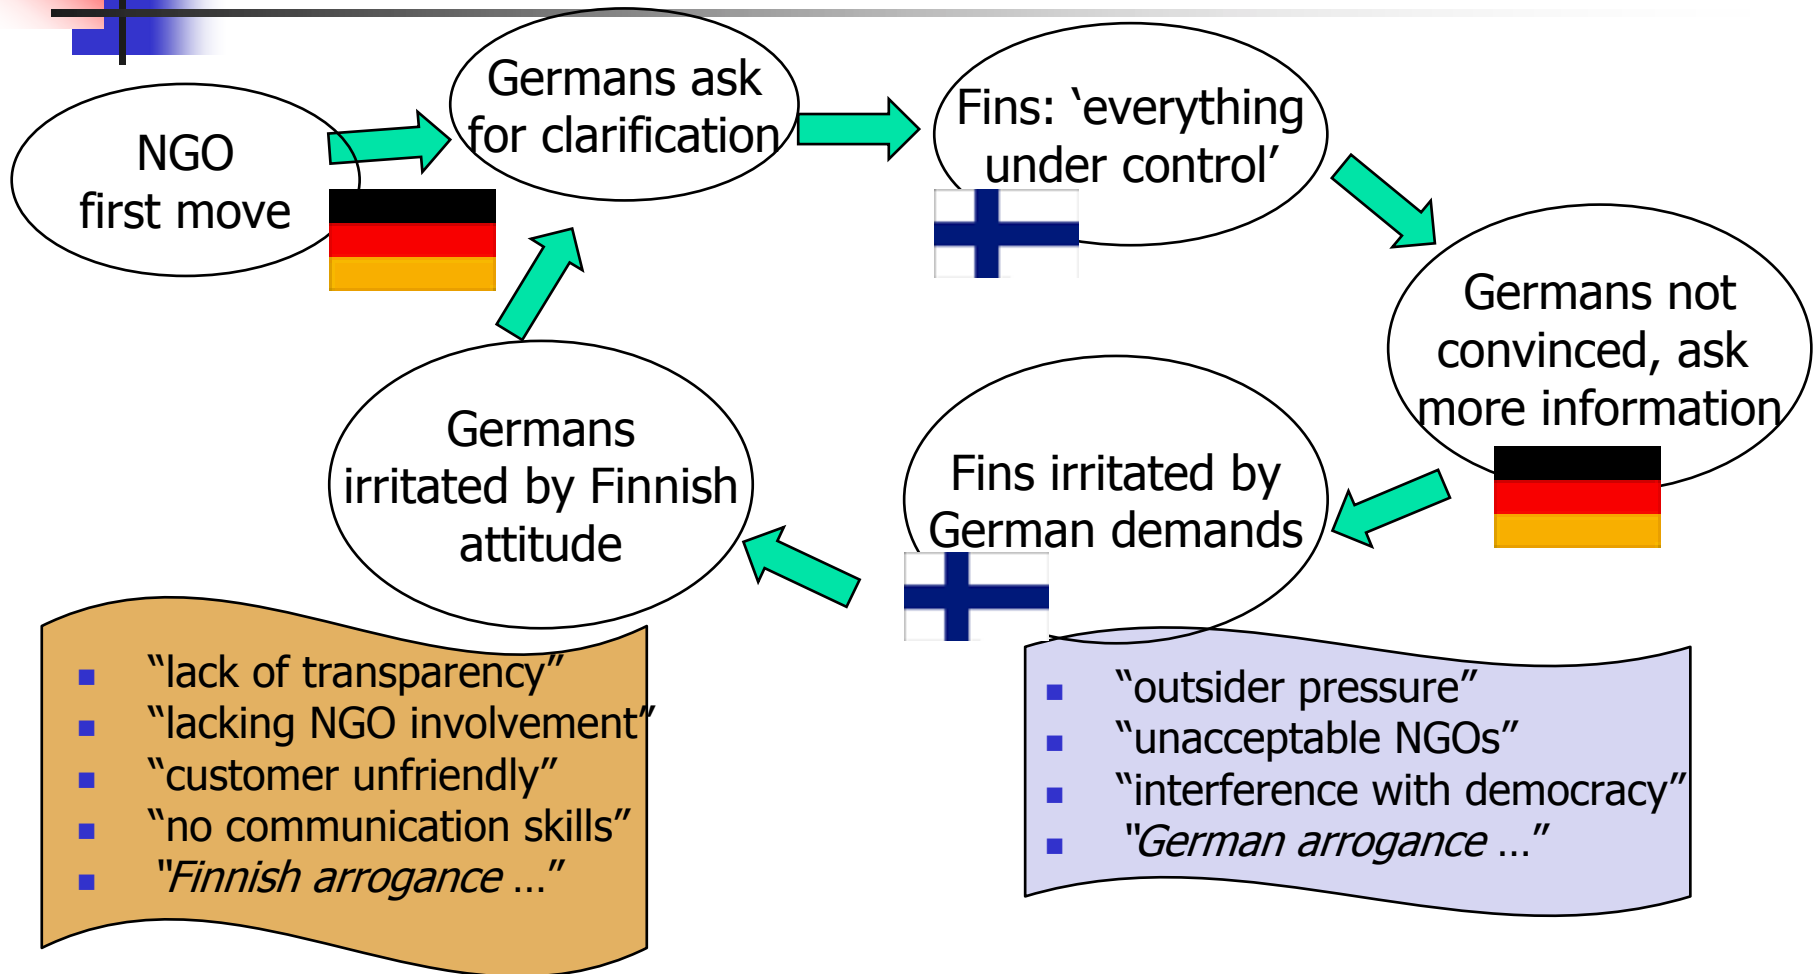 NGO
first move
Germans ask
for clarification
Fins: ‘everything
under control’
Germans not
convinced, ask
more information
Fins irritated by
German demands
Germans
irritated by Finnish
attitude
“lack of transparency”
“lacking NGO involvement”
“customer unfriendly”
“no communication skills”
“Finnish arrogance …”
“outsider pressure”
“unacceptable NGOs”
“interference with democracy”
“German arrogance …”